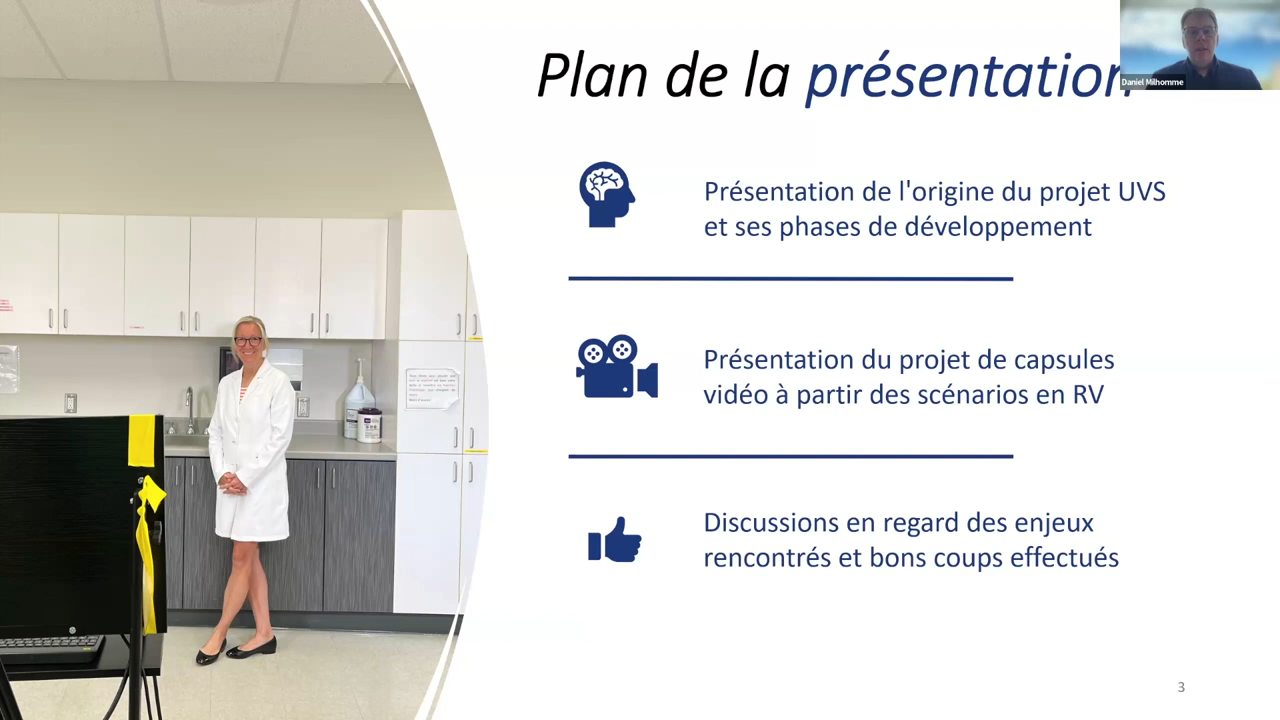 Plan de la présentation
Daniel Milhomme
Présentation de l'origine du projet UVS
et ses phases de développement
Présentation du projet de capsules
vidéo à partir des scénarios en RV
Discussions en regard des enjeux
rencontrés et bons coups effectués
3